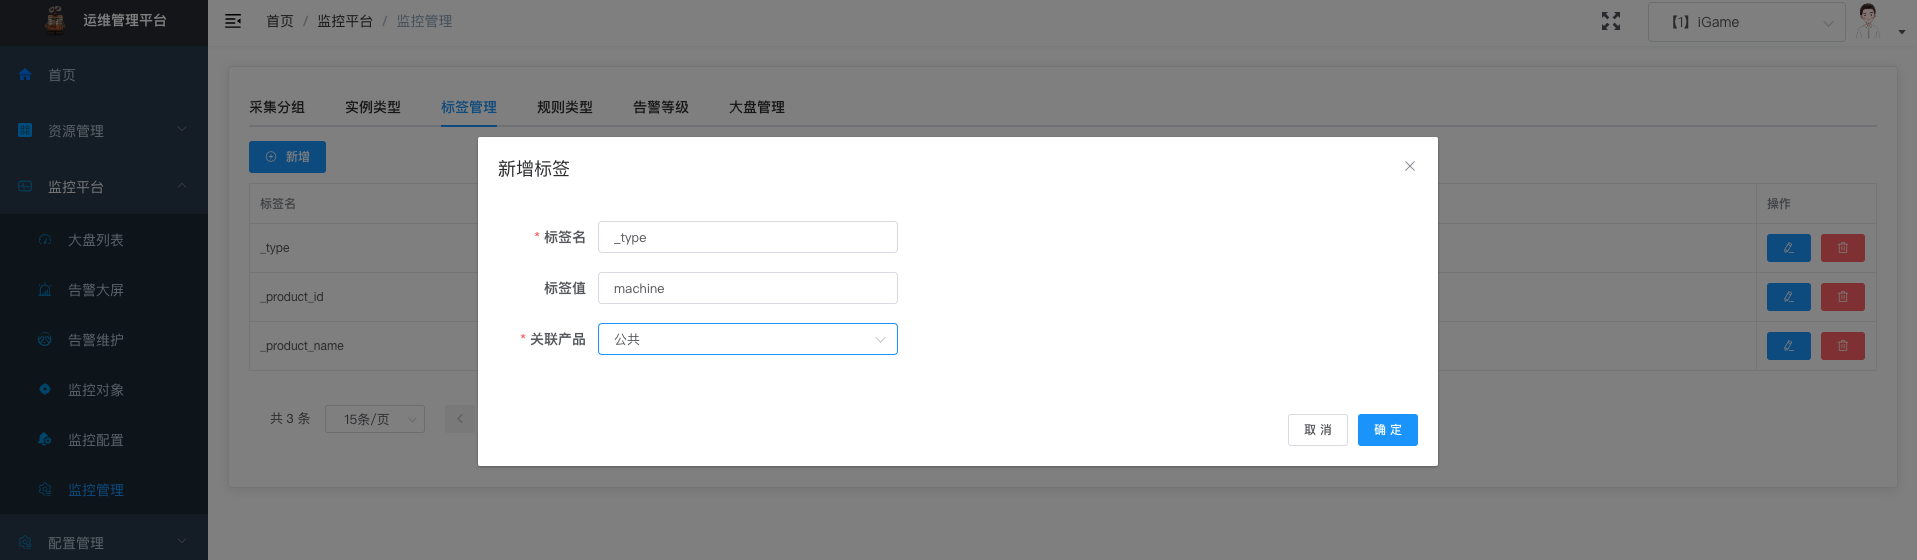 运维管理平台
首页 / 监控平台 / 监控管理
【1】iGame
首页
资源管理
监控平台
大盘列表
告警大屏
告警维护
监控对象
监控配置
监控管理
配置管理
采集分组 实例类型 标签管理 规则类型 告警等级 大盘管理
新增
标签名 操作
_type
_product_id
_product_name
共 3 条 15条/页
新增标签
* 标签名 _type
标签值 machine
* 关联产品 公共
取消 确定